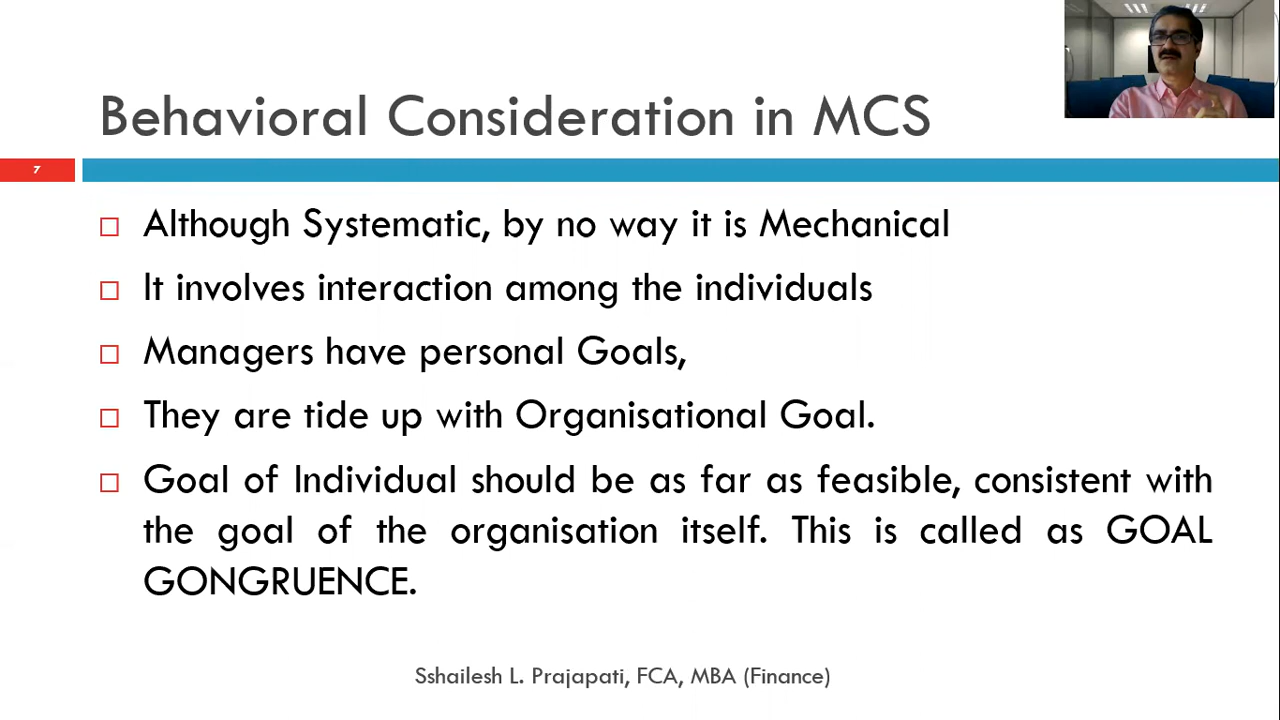 Behavioral Consideration in MCS
7
Although Systematic, by no way it is Mechanical
It involves interaction among the individuals
Managers have personal Goals,
They are tide up with Organisational Goal.
Goal of Individual should be as far as feasible, consistent with
the goal of the organisation itself. This is called as GOAL
GONGRUENCE.
Sshailesh L. Prajapati, FCA, MBA (Finance)